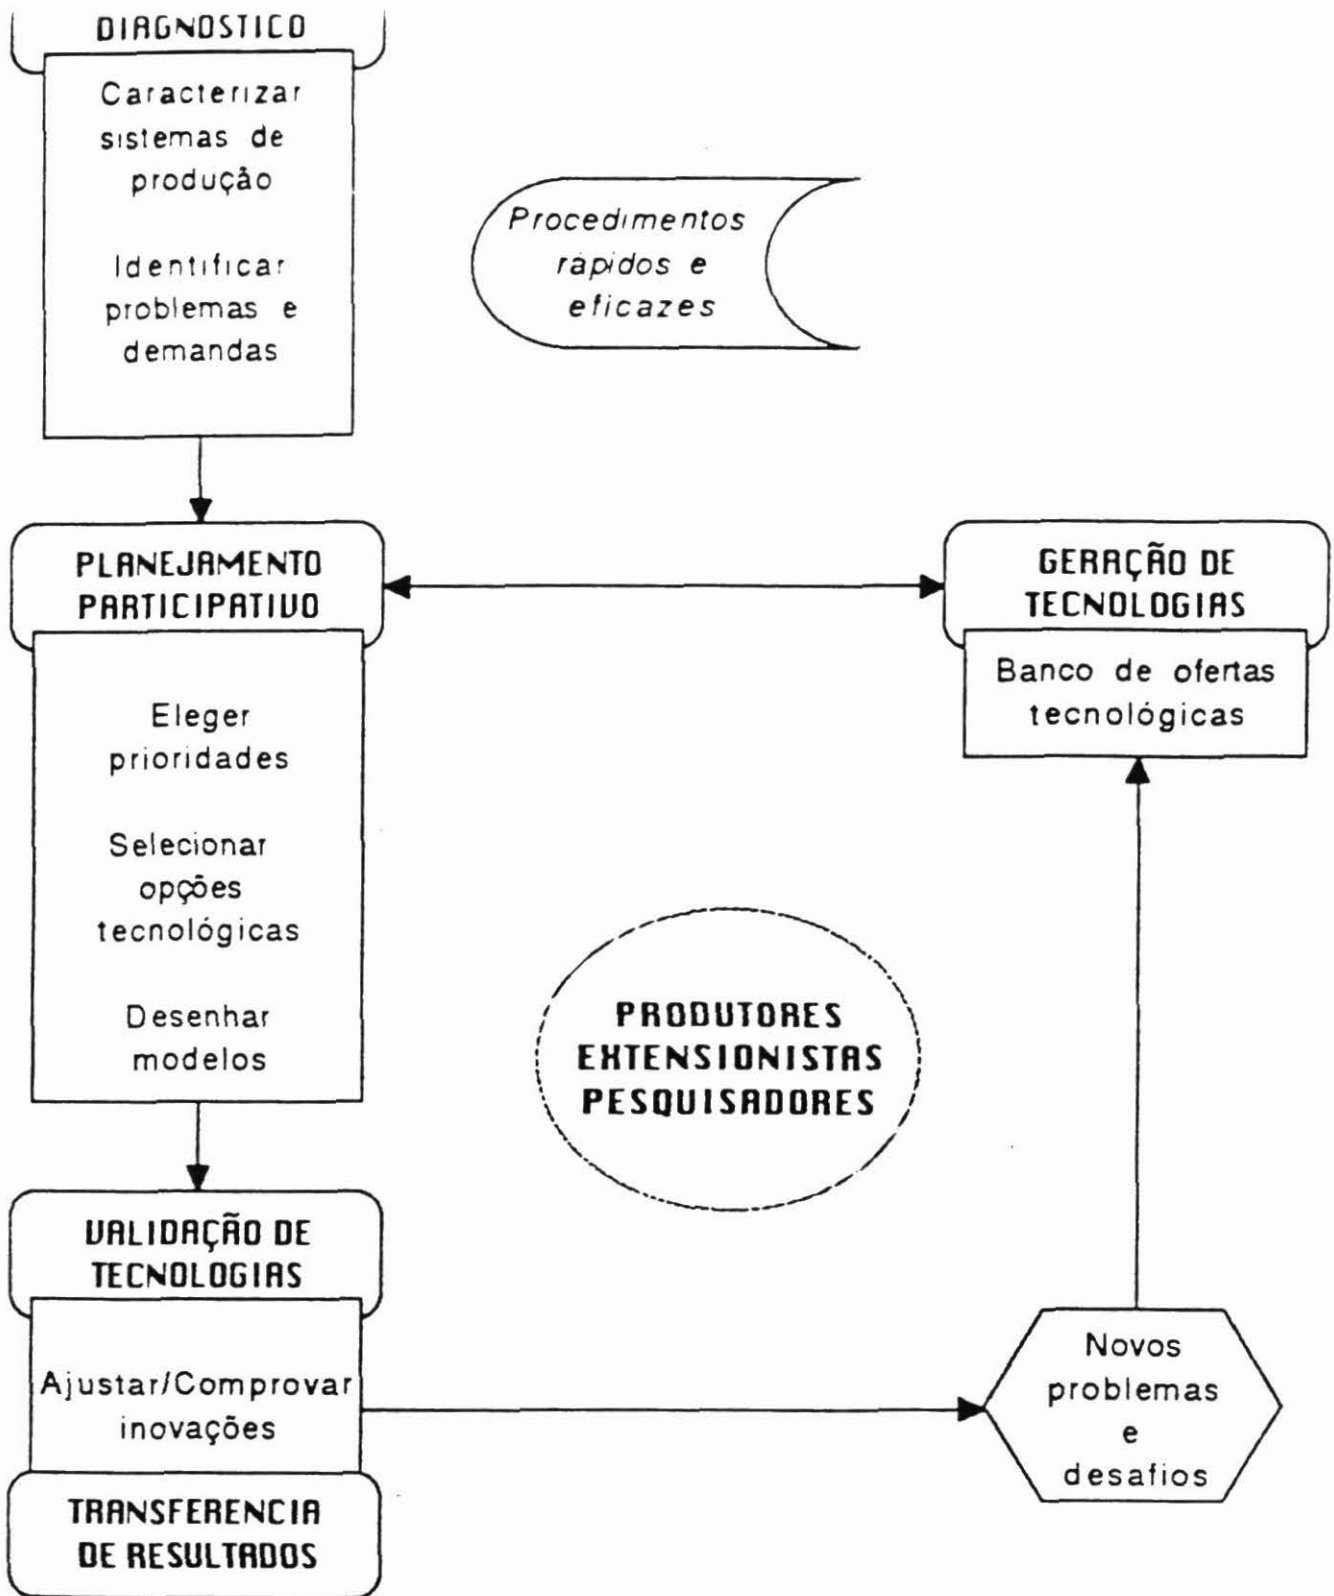 DIAGNOSTICO
Caracterizar
sistemas de
produção
Identificar
problemas e
demandas
Procedimentos
rápidos e
eficazes
PLANEJAMENTO
PARTICIPATIVO
Eleger
prioridades
Selecionar
opções
tecnológicas
Desenhar
modelos
GERAÇÃO DE
TECNOLOGIAS
Banco de ofertas
tecnológicas
PRODUTORES
EXTENSIONISTAS
PESQUISADORES
VALIDAÇÃO DE
TECNOLOGIAS
Ajustar/Comprovar
inovações
TRANSFERENCIA
DE RESULTADOS
Novos
problemas
e
desafios